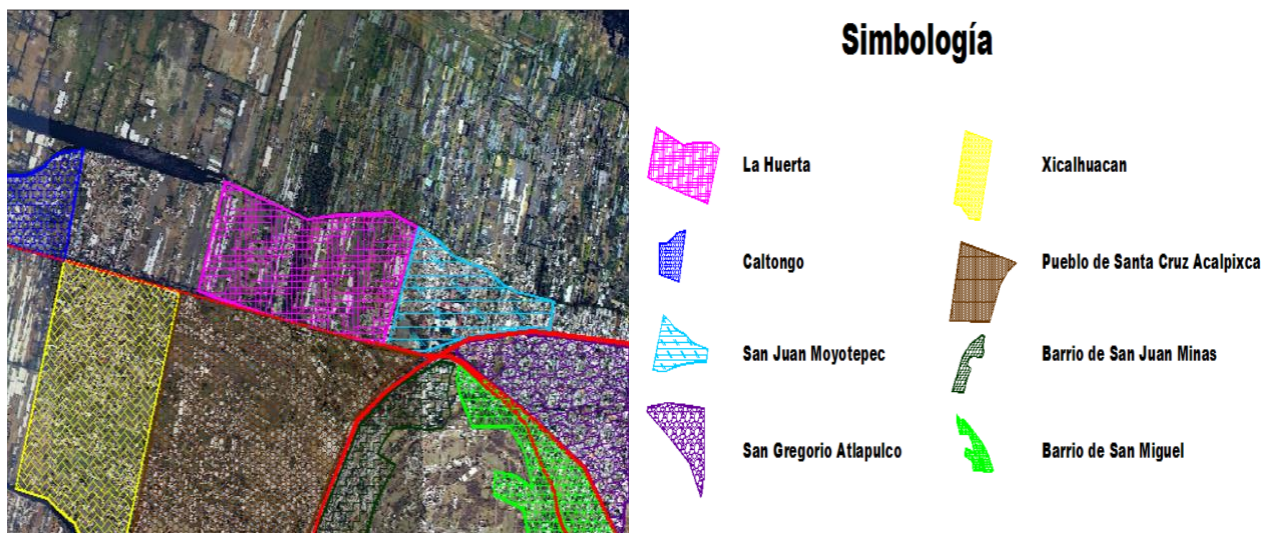 Simbología
La Huerta
Xicalhuacan
Caltongo
Pueblo de Santa Cruz Acalpixca
San Juan Moyotepec
Barrio de San Juan Minas
San Gregorio Atlapulco
Barrio de San Miguel